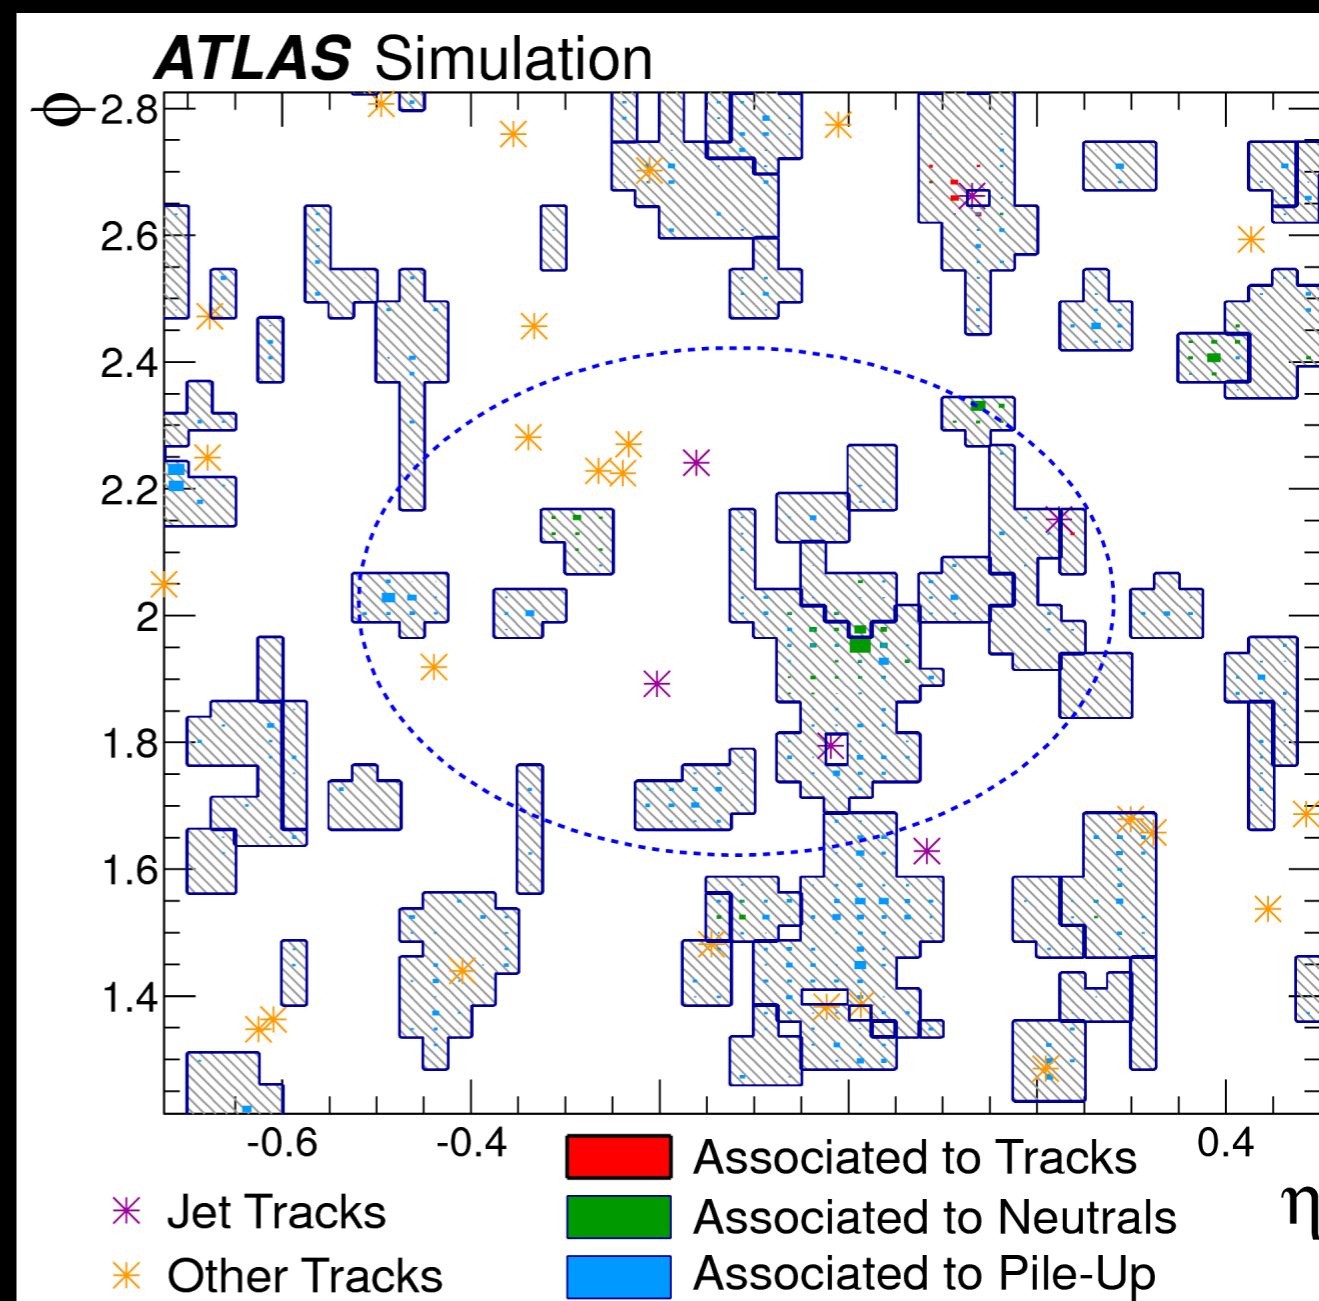 ATLAS Simulation
ϕ
2.8
2.6
2.4
2.2
2
1.8
1.6
1.4
-0.6 -0.4 0.4
η
Associated to Tracks
Jet Tracks
Associated to Neutrals
Other Tracks
Associated to Pile-Up